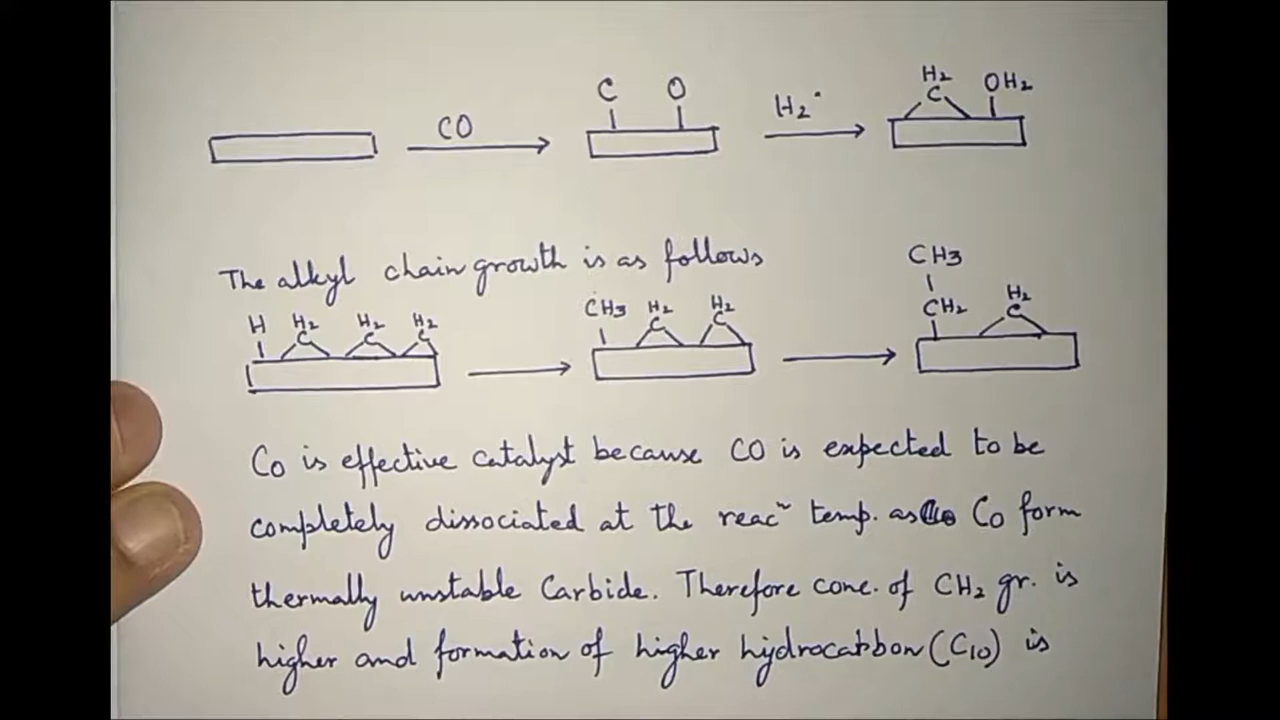 C O H2 C OH2
CO H2˙
The alkyl chain growth is as follows
H H2 C H2 C H2 C
CH3 H2 C H2 C
CH3 CH2 H2 C
Co is effective catalyst because CO is expected to be
completely dissociated at the reacⁿ temp. as Co form
thermally unstable Carbide. Therefore conc. of CH2 gr. is
higher and formation of higher hydrocarbon (C10) is